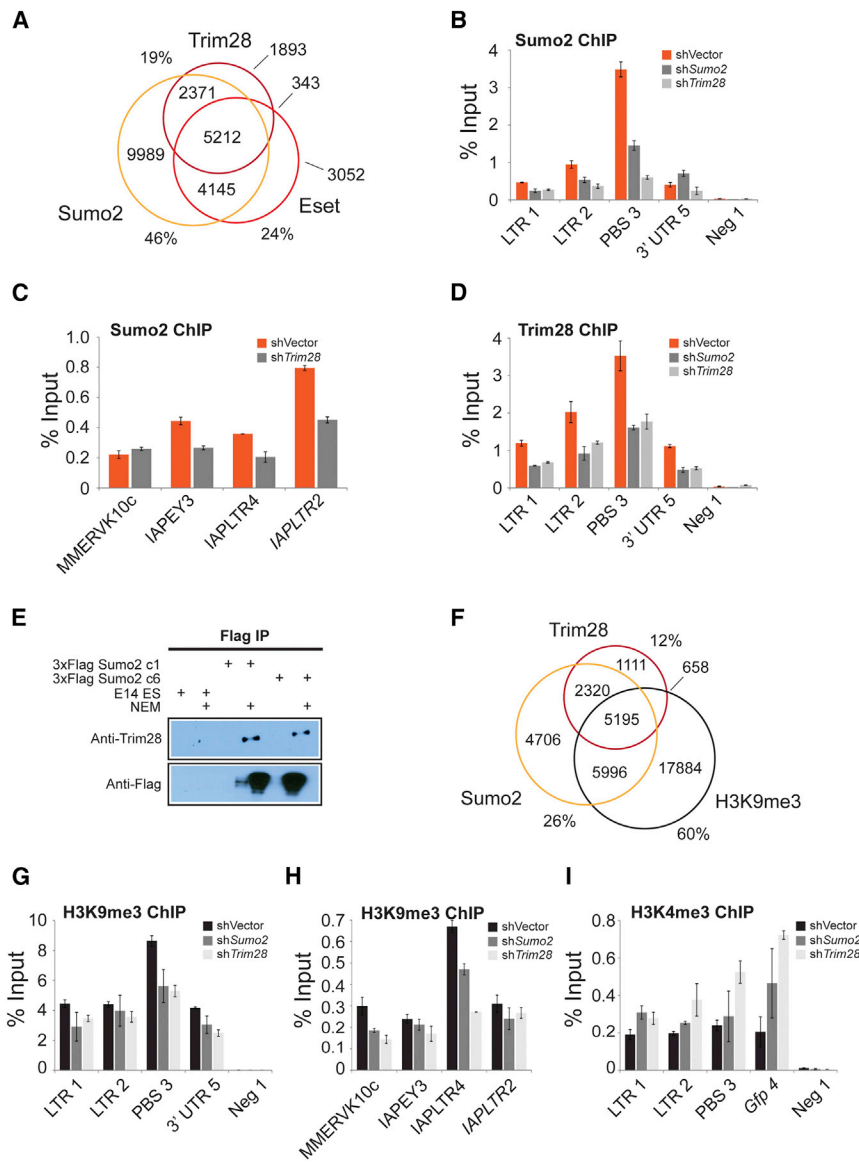 A
Trim28
19%
1893
343
2371
5212
9989
3052
4145
Sumo2
Eset
46%
24%
B
Sumo2 ChIP
shVector
shSumo2
shTrim28
% Input
4
3
2
1
0
LTR 1
LTR 2
PBS 3
3' UTR 5
Neg 1
C
Sumo2 ChIP
shVector
shTrim28
% Input
1.0
0.8
0.6
0.4
0.2
0
MMERVK10c
IAPEY3
IAPLTR4
IAPLTR2
D
Trim28 ChIP
shVector
shSumo2
shTrim28
% Input
4
3
2
1
0
LTR 1
LTR 2
PBS 3
3' UTR 5
Neg 1
E
Flag IP
3xFlag Sumo2 c1 + +
3xFlag Sumo2 c6 + +
E14 ES + +
NEM + + +
Anti-Trim28
Anti-Flag
F
Trim28
12%
1111
658
2320
5195
4706
17884
5996
Sumo2
H3K9me3
26%
60%
G
H3K9me3 ChIP
shVector
shSumo2
shTrim28
% Input
10
8
6
4
2
0
LTR 1
LTR 2
PBS 3
3' UTR 5
Neg 1
H
H3K9me3 ChIP
shVector
shSumo2
shTrim28
% Input
0.7
0.6
0.5
0.4
0.3
0.2
0.1
0
MMERVK10c
IAPEY3
IAPLTR4
IAPLTR2
I
H3K4me3 ChIP
shVector
shSumo2
shTrim28
% Input
0.8
0.6
0.4
0.2
0
LTR 1
LTR 2
PBS 3
Gfp 4
Neg 1